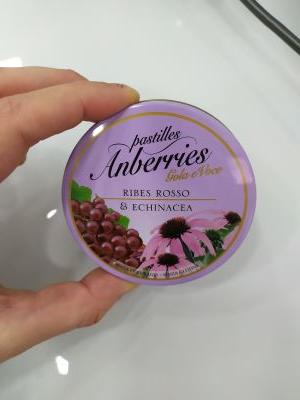 pastilles
Anberries
Gola e Voce
RIBES ROSSO
& ECHINACEA